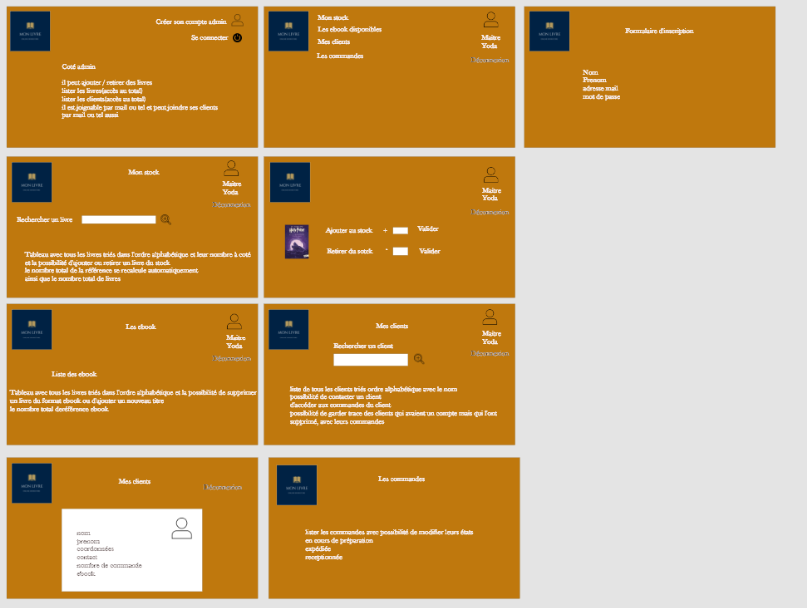 MON LIVRE
Créer son compte admin
Se connecter
Coté admin
il peut ajouter / retirer des livres
lister les livres(accès au total)
lister les clients(accès au total)
il est joignable par mail ou tel et peut joindre ses clients
par mail ou tel aussi
MON LIVRE
Mon stock
Les ebook disponibles
Mes clients
Les commandes
Maitre
Yoda
Déconnexion
MON LIVRE
Formulaire d'inscription
Nom
Prenom
adresse mail
mot de passe
MON LIVRE
Mon stock
Maitre
Yoda
Déconnexion
Rechercher un livre
Tableau avec tous les livres triés dans l'ordre alphabétique et leur nombre à coté
et la possibilité d'ajouter ou retirer un livre du stock
le nombre total de la référence se recalcule automatiquement
ainsi que le nombre total de livres
MON LIVRE
Maitre
Yoda
Déconnexion
Ajouter au stock + Valider
Retirer du sotck - Valider
MON LIVRE
Les ebook
Maitre
Yoda
Déconnexion
Liste des ebook
Tableau avec tous les livres triés dans l'ordre alphabétique et la possibilité de supprimer
un livre du format ebook ou d'ajouter un nouveau titre
le nombre total deréférence ebook
MON LIVRE
Mes clients
Maitre
Yoda
Déconnexion
Rechercher un client
liste de tous les clients triés ordre alphabétique avec le nom
possibilité de contacter un client
d'accéder aux commandes du client
possibilité de garder trace des clients qui avaient un compte mais qui l'ont
supprimé, avec leurs commandes
MON LIVRE
Mes clients
Déconnexion
nom
prenom
coordonnées
contact
nombre de commande
ebook
MON LIVRE
Les commandes
lister les commandes avec possibilité de modifier leurs états
en cours de préparation
expédiée
receptionnée